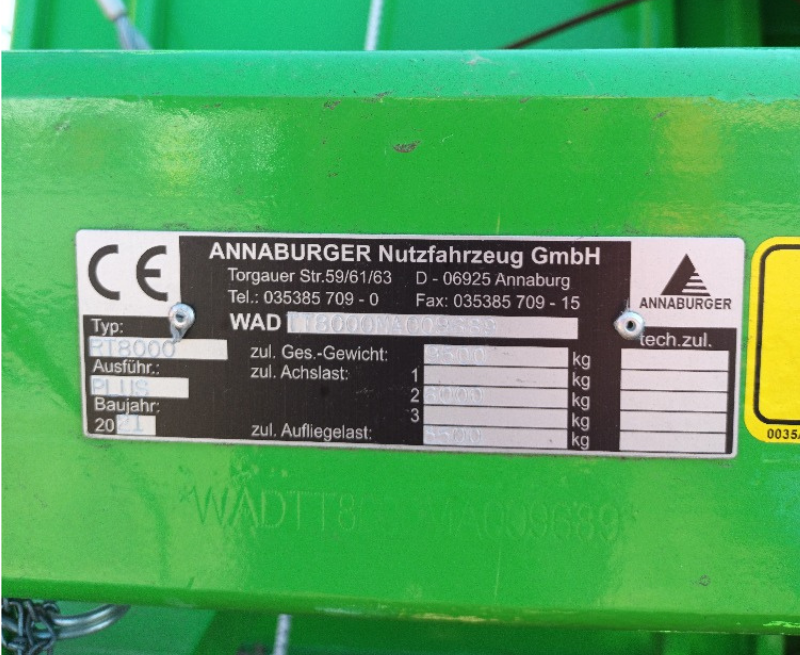 CE
ANNABURGER Nutzfahrzeug GmbH
Torgauer Str.59/61/63 D - 06925 Annaburg
Tel.: 035385 709 - 0 Fax: 035385 709 - 15
ANNABURGER
WAD
Typ:
RT8000
Ausführ.:
PLUS
Baujahr:
2021
zul. Ges.-Gewicht: kg
zul. Achslast: 1 kg
2 kg
3 kg
zul. Aufliegelast: kg
tech.zul.